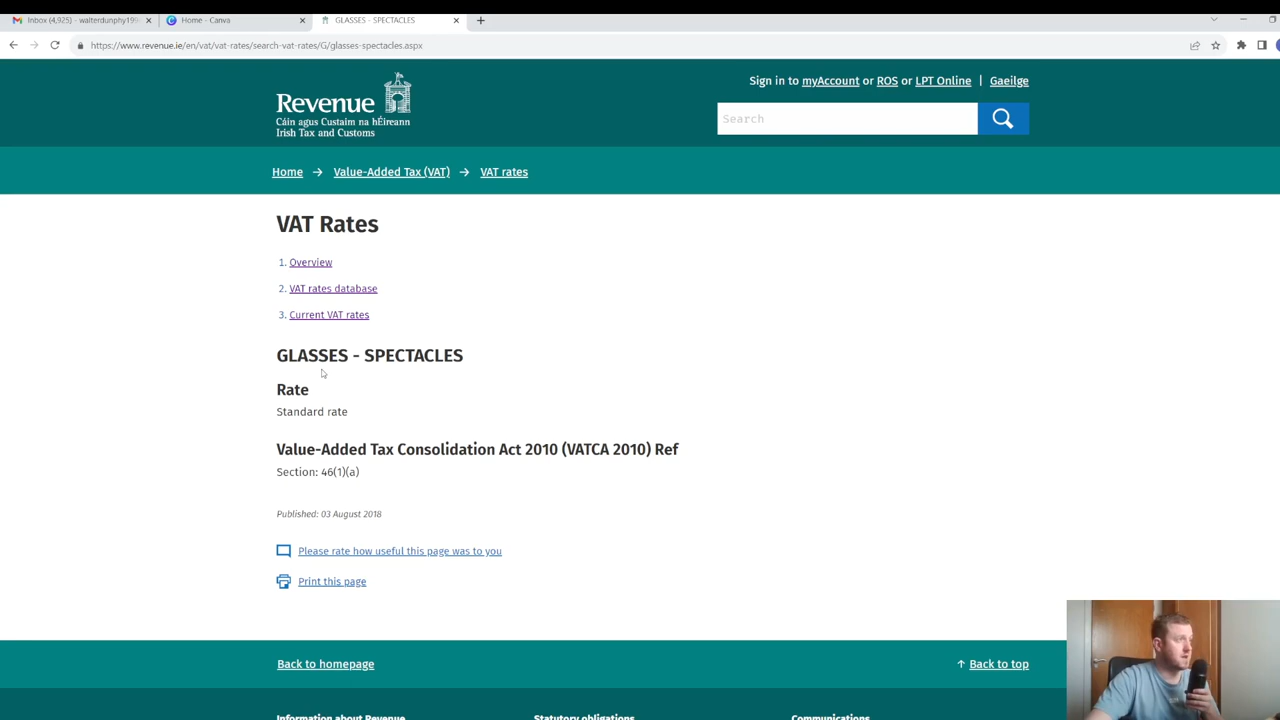 Inbox (4,925) - walterdunphy199
Home - Canva
GLASSES - SPECTACLES
https://www.revenue.ie/en/vat/vat-rates/search-vat-rates/G/glasses-spectacles.aspx
Revenue
Cáin agus Custaim na hÉireann
Irish Tax and Customs
Sign in to myAccount or ROS or LPT Online | Gaeilge
Search
Home → Value-Added Tax (VAT) → VAT rates
VAT Rates
1. Overview
2. VAT rates database
3. Current VAT rates
GLASSES - SPECTACLES
Rate
Standard rate
Value-Added Tax Consolidation Act 2010 (VATCA 2010) Ref
Section: 46(1)(a)
Published: 03 August 2018
Please rate how useful this page was to you
Print this page
Back to homepage
↑ Back to top
Information about Revenue
Statutory obligations
Communications